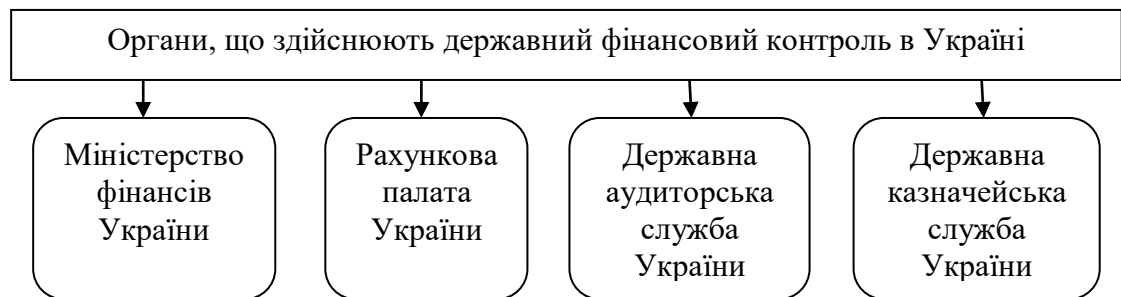 Органи, що здійснюють державний фінансовий контроль в Україні
Міністерство
фінансів
України
Рахункова
палата
України
Державна
аудиторська
служба
України
Державна
казначейська
служба
України